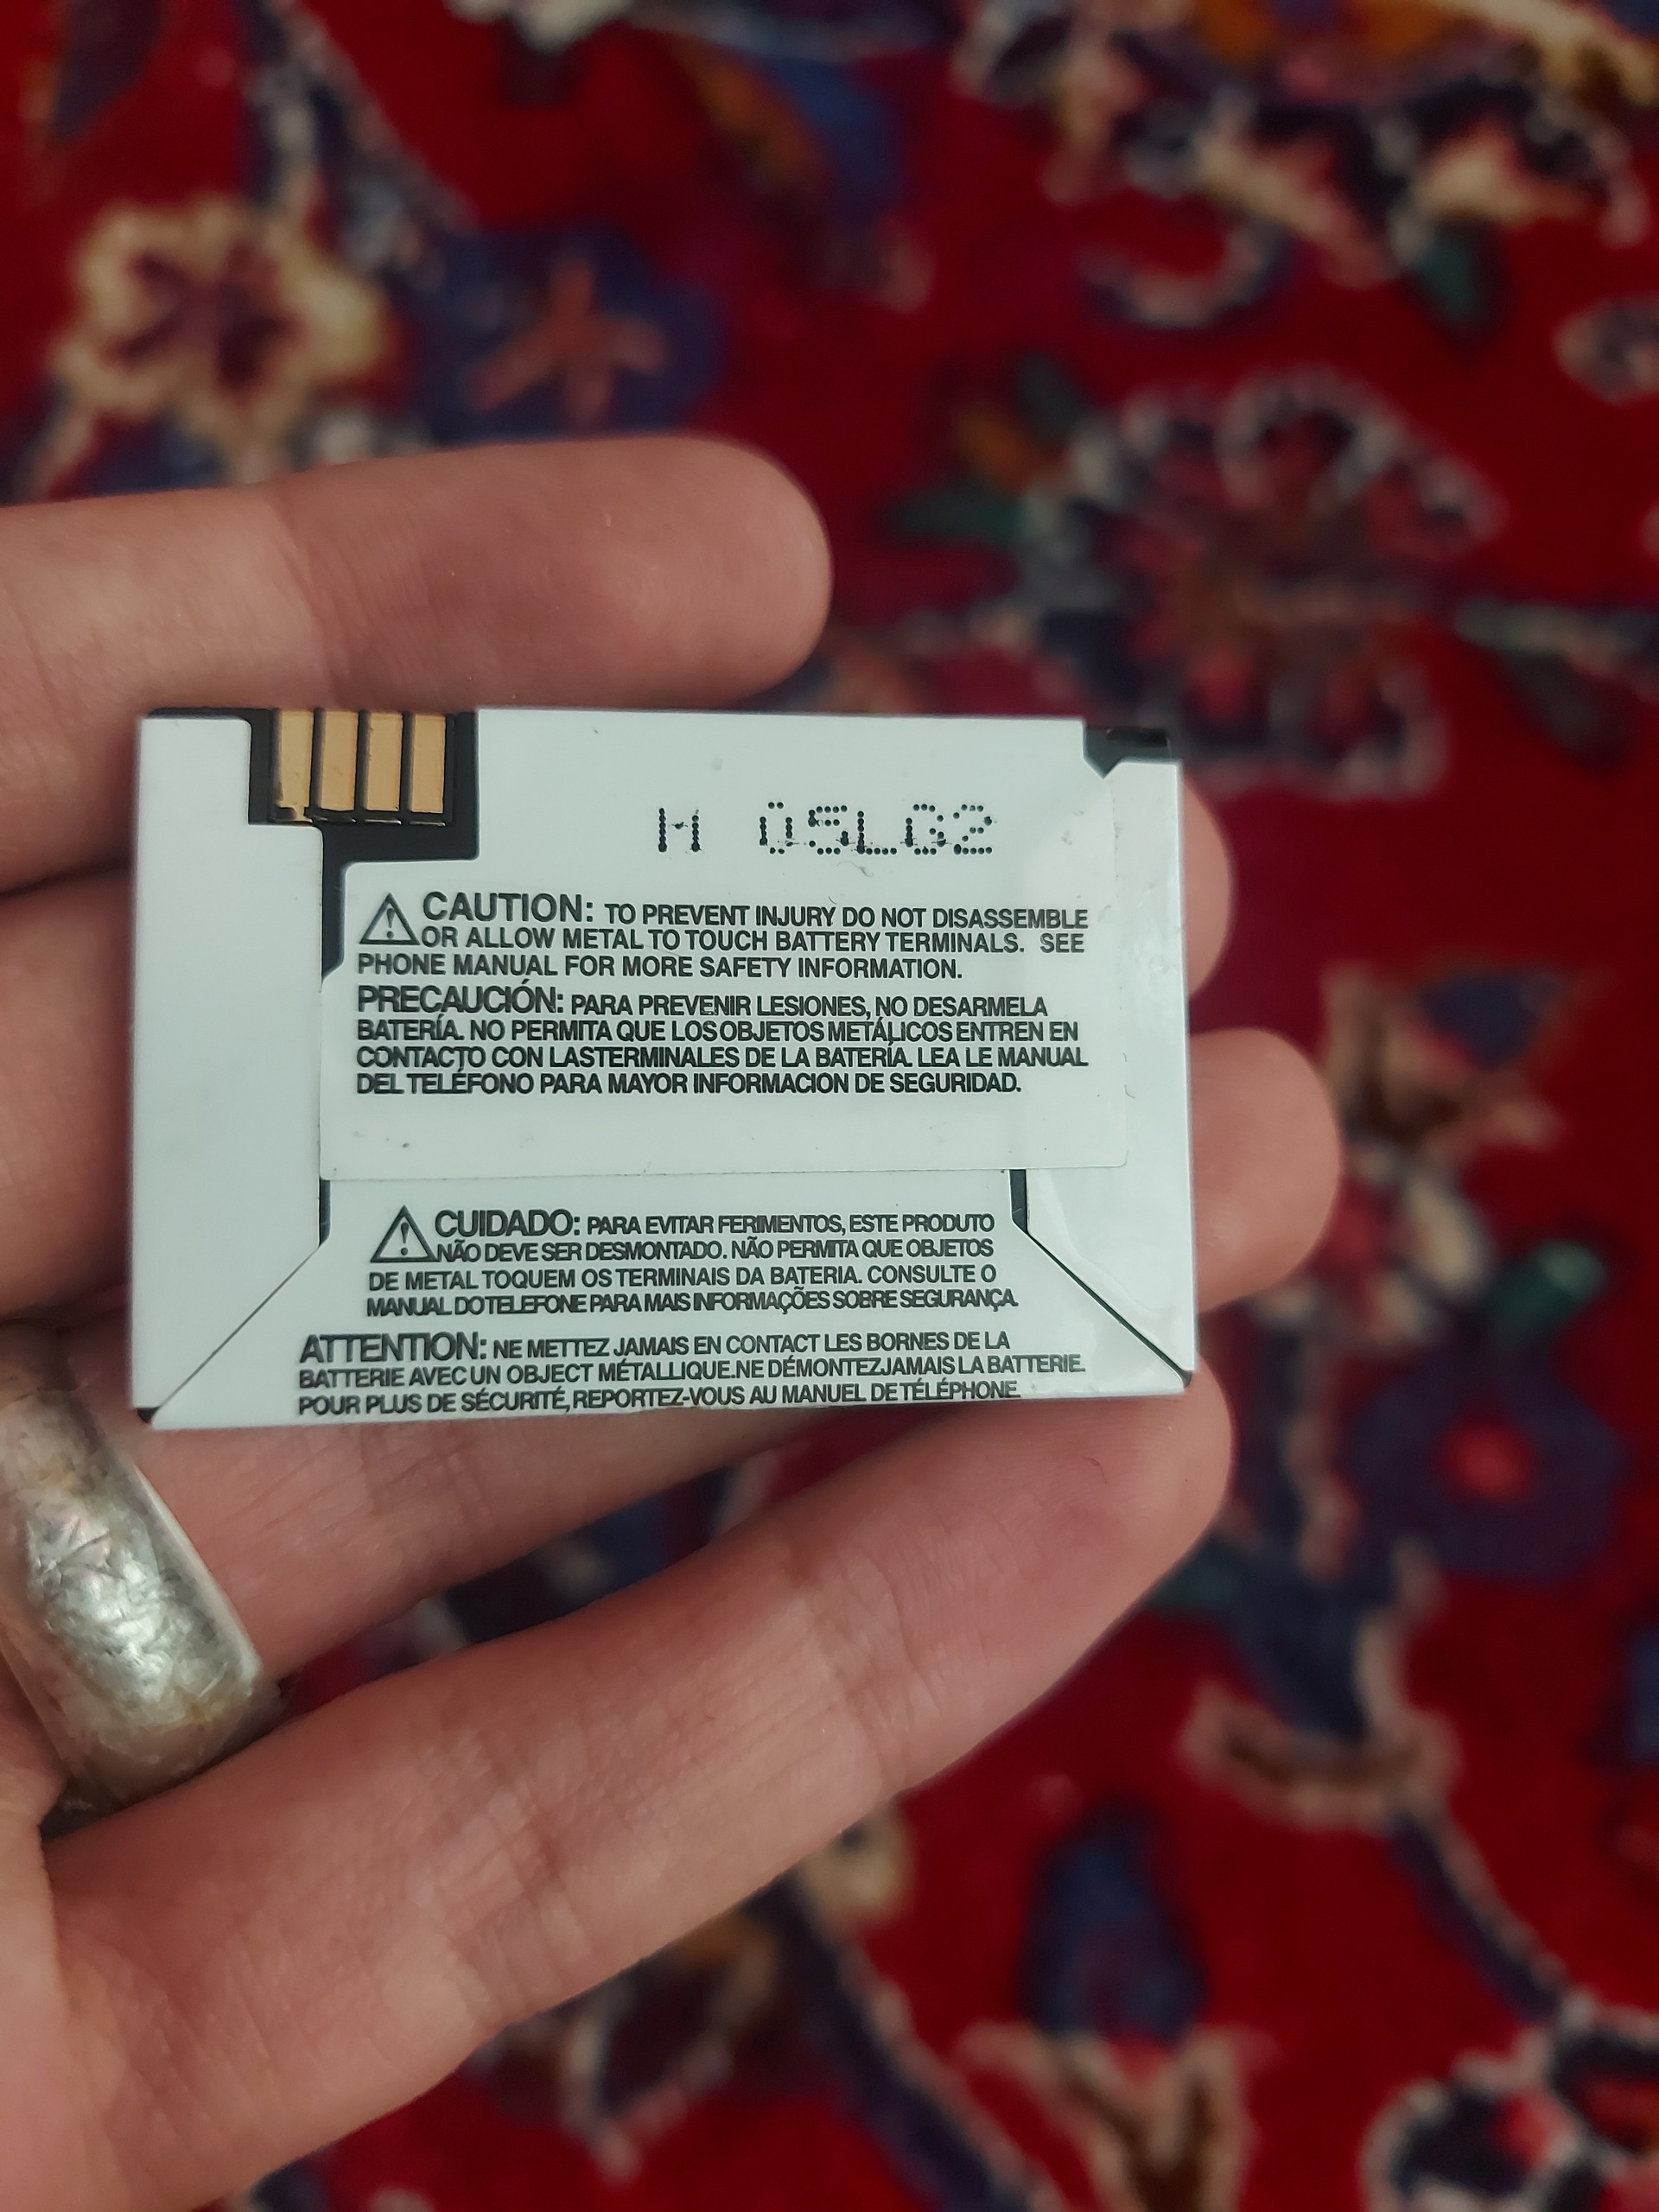 H 05LG2
CAUTION: TO PREVENT INJURY DO NOT DISASSEMBLE
OR ALLOW METAL TO TOUCH BATTERY TERMINALS. SEE
PHONE MANUAL FOR MORE SAFETY INFORMATION.
PRECAUCIÓN: PARA PREVENIR LESIONES, NO DESARMELA
BATERÍA. NO PERMITA QUE LOS OBJETOS METÁLICOS ENTREN EN
CONTACTO CON LASTERMINALES DE LA BATERÍA. LEA LE MANUAL
DEL TELÉFONO PARA MAYOR INFORMACION DE SEGURIDAD.
CUIDADO: PARA EVITAR FERIMENTOS, ESTE PRODUTO
NÃO DEVE SER DESMONTADO. NÃO PERMITA QUE OBJETOS
DE METAL TOQUEM OS TERMINAIS DA BATERIA. CONSULTE O
MANUAL DO TELEFONE PARA MAIS INFORMAÇÕES SOBRE SEGURANÇA.
ATTENTION: NE METTEZ JAMAIS EN CONTACT LES BORNES DE LA
BATTERIE AVEC UN OBJECT MÉTALLIQUE. NE DÉMONTEZ JAMAIS LA BATTERIE.
POUR PLUS DE SÉCURITÉ, REPORTEZ-VOUS AU MANUEL DE TÉLÉPHONE.